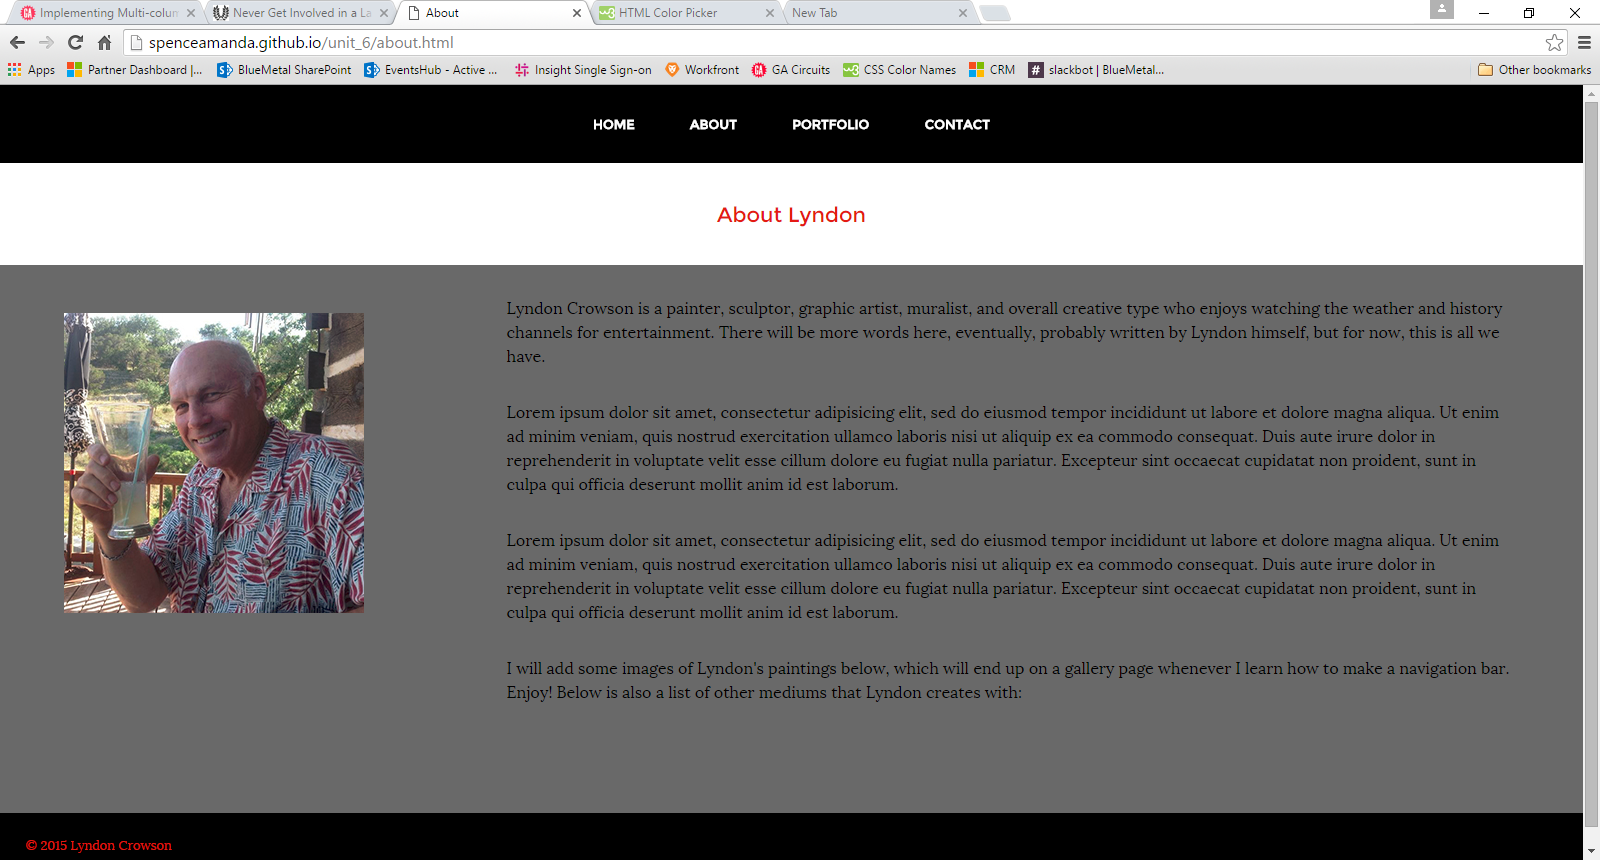 Implementing Multi-colum
Never Get Involved in a La
About
HTML Color Picker
New Tab
spenceamanda.github.io/unit_6/about.html
Apps
Partner Dashboard |...
BlueMetal SharePoint
EventsHub - Active ...
Insight Single Sign-on
Workfront
GA Circuits
CSS Color Names
CRM
slackbot | BlueMetal...
Other bookmarks
HOME
ABOUT
PORTFOLIO
CONTACT
About Lyndon
Lyndon Crowson is a painter, sculptor, graphic artist, muralist, and overall creative type who enjoys watching the weather and history
channels for entertainment. There will be more words here, eventually, probably written by Lyndon himself, but for now, this is all we
have.
Lorem ipsum dolor sit amet, consectetur adipisicing elit, sed do eiusmod tempor incididunt ut labore et dolore magna aliqua. Ut enim
ad minim veniam, quis nostrud exercitation ullamco laboris nisi ut aliquip ex ea commodo consequat. Duis aute irure dolor in
reprehenderit in voluptate velit esse cillum dolore eu fugiat nulla pariatur. Excepteur sint occaecat cupidatat non proident, sunt in
culpa qui officia deserunt mollit anim id est laborum.
Lorem ipsum dolor sit amet, consectetur adipisicing elit, sed do eiusmod tempor incididunt ut labore et dolore magna aliqua. Ut enim
ad minim veniam, quis nostrud exercitation ullamco laboris nisi ut aliquip ex ea commodo consequat. Duis aute irure dolor in
reprehenderit in voluptate velit esse cillum dolore eu fugiat nulla pariatur. Excepteur sint occaecat cupidatat non proident, sunt in
culpa qui officia deserunt mollit anim id est laborum.
I will add some images of Lyndon's paintings below, which will end up on a gallery page whenever I learn how to make a navigation bar.
Enjoy! Below is also a list of other mediums that Lyndon creates with:
© 2015 Lyndon Crowson